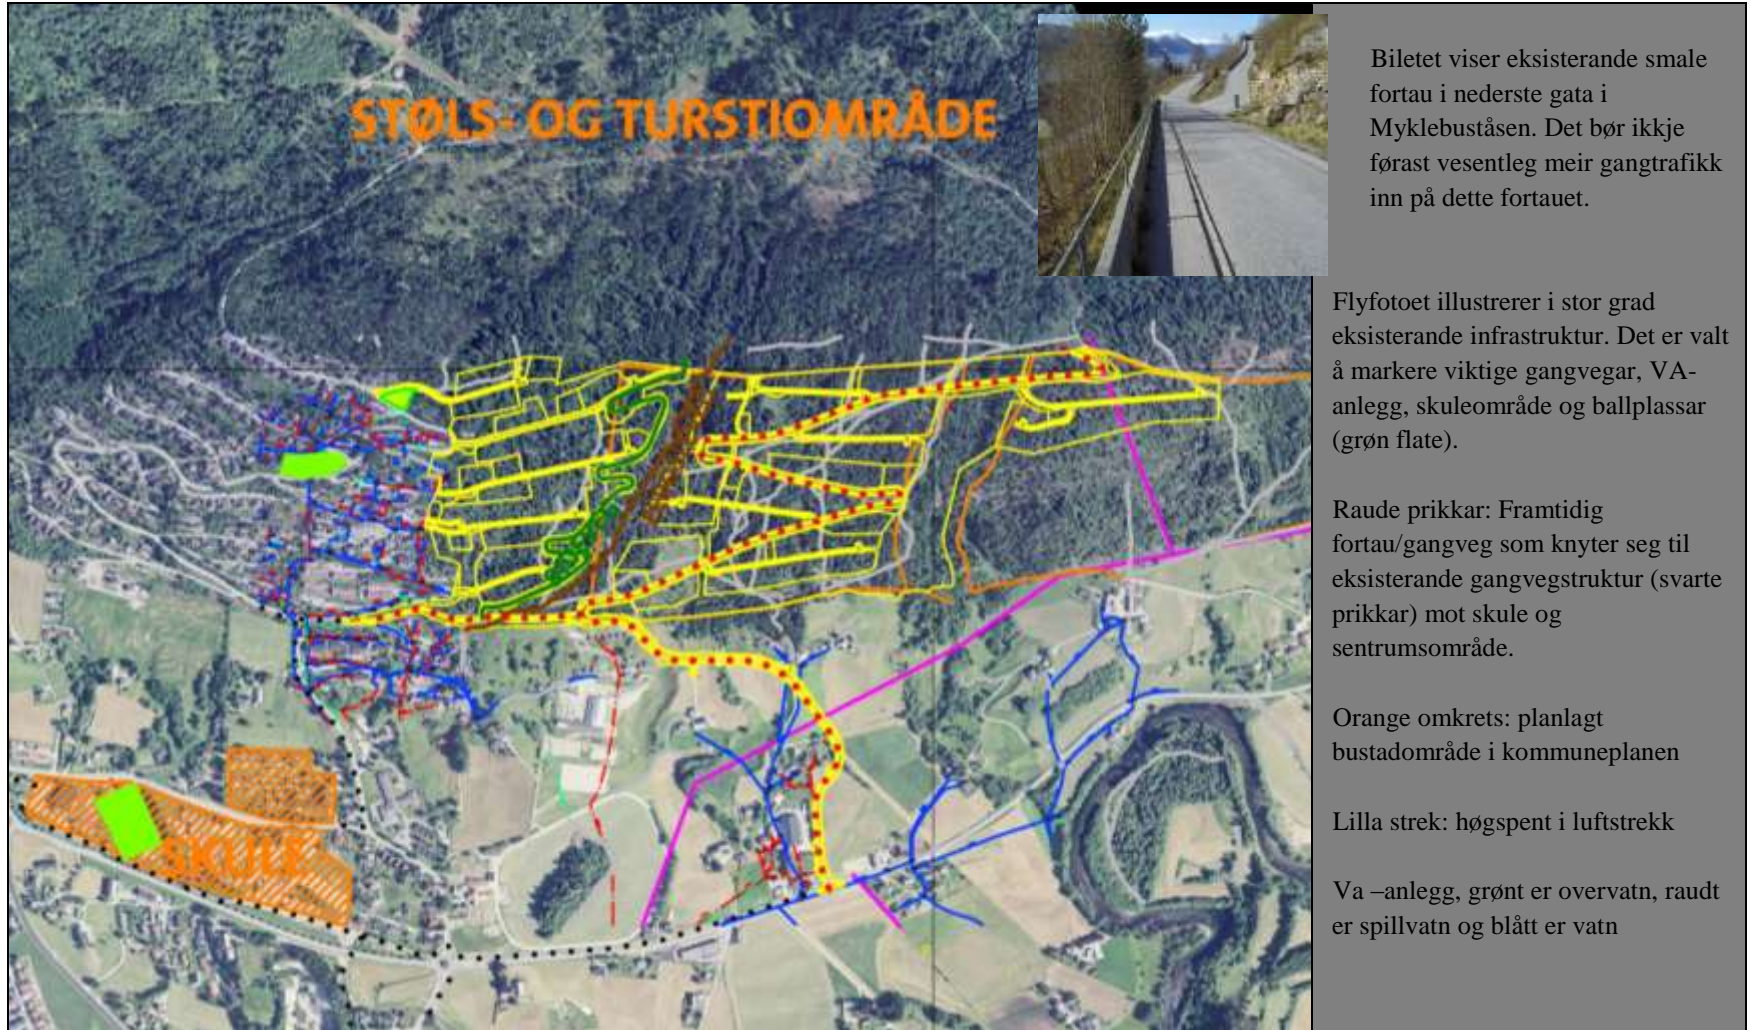 STØLS- OG TURSTIOMRÅDE
SKULE
Biletet viser eksisterande smale
fortau i nederste gata i
Myklebuståsen. Det bør ikkje
førast vesentleg meir gangtrafikk
inn på dette fortauet.
Flyfotoet illustrerer i stor grad
eksisterande infrastruktur. Det er valt
å markere viktige gangvegar, VA-
anlegg, skuleområde og ballplassar
(grøn flate).
Raude prikkar: Framtidig
fortau/gangveg som knyter seg til
eksisterande gangvegstruktur (svarte
prikkar) mot skule og
sentrumsområde.
Orange omkrets: planlagt
bustadområde i kommuneplanen
Lilla strek: høgspent i luftstrekk
Va –anlegg, grønt er overvatn, raudt
er spillvatn og blått er vatn